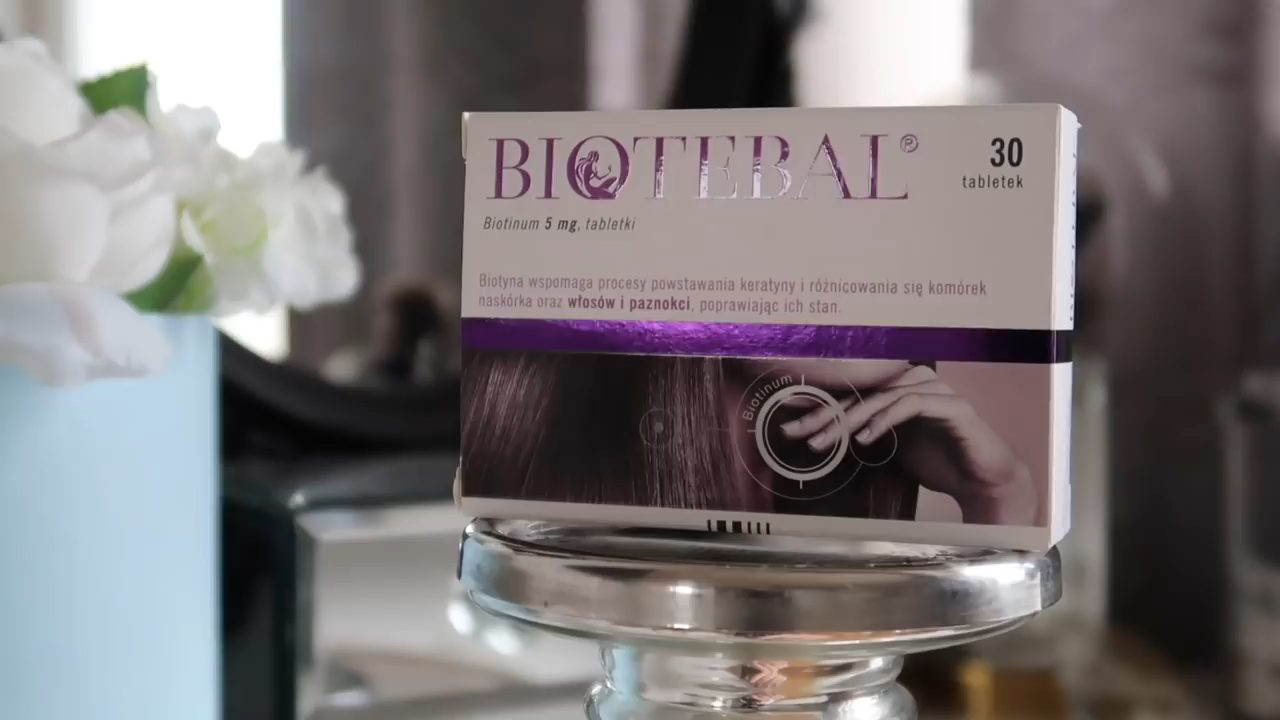 BIOTEBAL®
30
tabletek
Biotinum 5 mg, tabletki
Biotyna wspomaga procesy powstawania keratyny i różnicowania się komórek
naskórka oraz włosów i paznokci, poprawiając ich stan.
Biotinum